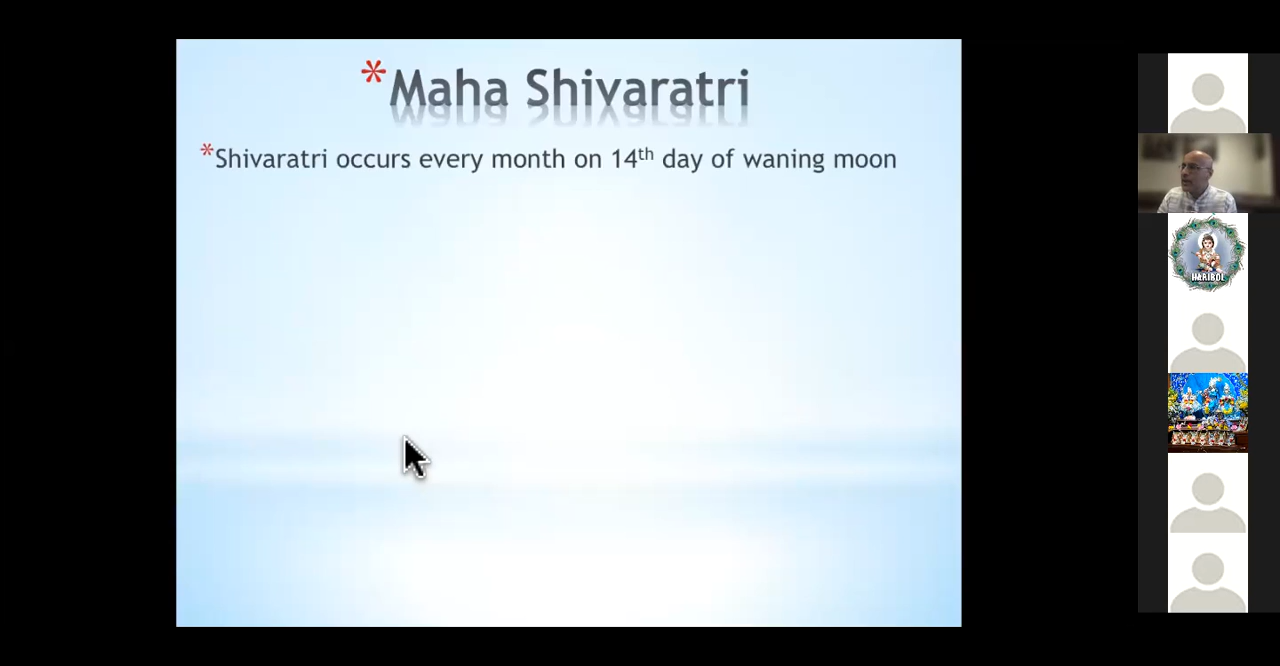 *Maha Shivaratri
*Shivaratri occurs every month on 14th day of waning moon
HARIBOL